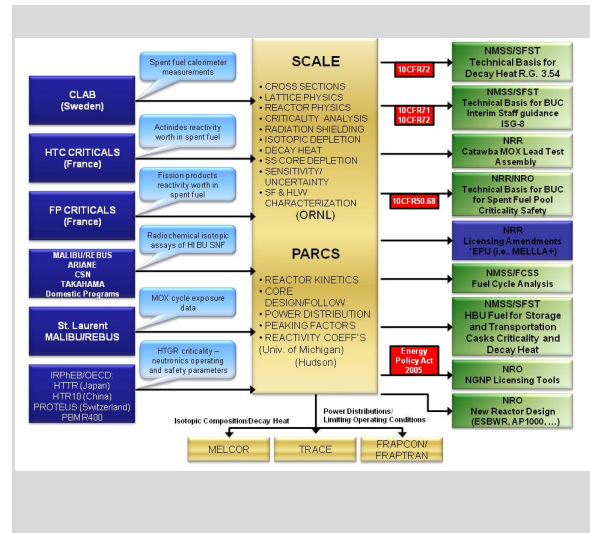 Spent fuel calorimeter
measurements
CLAB
(Sweden)
Actinides reactivity
worth in spent fuel
HTC CRITICALS
(France)
Fission products
reactivity worth in
spent fuel
FP CRITICALS
(France)
Radiochemical isotopic
assays of HI BU SNF
MALIBU/REBUS
ARIANE
CSN
TAKAHAMA
Domestic Programs
MOX cycle exposure
data
St. Laurent
MALIBU/REBUS
HTGR criticality –
neutronics operating
and safety parameters
IRPhEB/OECD:
HTTR (Japan)
HTR10 (China)
PROTEUS (Switzerland)
PBMR400
SCALE
• CROSS SECTIONS
• LATTICE PHYSICS
• REACTOR PHYSICS
• CRITICALITY ANALYSIS
• RADIATION SHIELDING
• ISOTOPIC DEPLETION
• DECAY HEAT
• SS CORE DEPLETION
• SENSITIVITY/
UNCERTAINTY
• SF & HLW
CHARACTERIZATION
(ORNL)
PARCS
• REACTOR KINETICS
• CORE
DESIGN/FOLLOW
• POWER DISTRIBUTION
• PEAKING FACTORS
• REACTIVITY COEFF'S
(Univ. of Michigan)
(Hudson)
10CFR72
10CFR71
10CFR72
10CFR50.68
Energy
Policy Act
2005
NMSS/SFST
Technical Basis for
Decay Heat R.G. 3.54
NMSS/SFST
Technical Basis for BUC
Interim Staff guidance
ISG-8
NRR
Catawba MOX Lead Test
Assembly
NRR/NRO
Technical Basis for BUC
for Spent Fuel Pool
Criticality Safety
NRR
Licensing Amendments
*EPU (i.e., MELLLA+)
NMSS/FCSS
Fuel Cycle Analysis
NMSS/SFST
HBU Fuel for Storage
and Transportation
Casks Criticality and
Decay Heat
NRO
NGNP Licensing Tools
NRO
New Reactor Design
(ESBWR, AP1000, …)
Isotopic Composition/Decay Heat
Power Distributions/
Limiting Operating Conditions
MELCOR
TRACE
FRAPCON/
FRAPTRAN